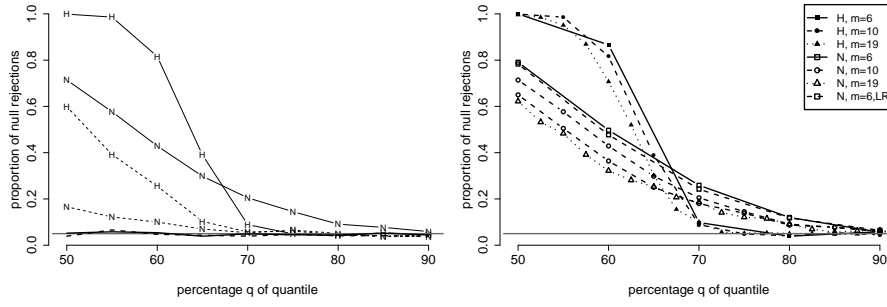 proportion of null rejections
1.0
0.8
0.6
0.4
0.2
0.0
H H
H
H
H
N
N
N
N
N
N
N
N
N
H
H
H
H
N
N
N
N
50 60 70 80 90
percentage q of quantile
proportion of null rejections
1.0
0.8
0.6
0.4
0.2
0.0
50 60 70 80 90
percentage q of quantile
H, m=6
H, m=10
H, m=19
N, m=6
N, m=10
N, m=19
N, m=6,LR